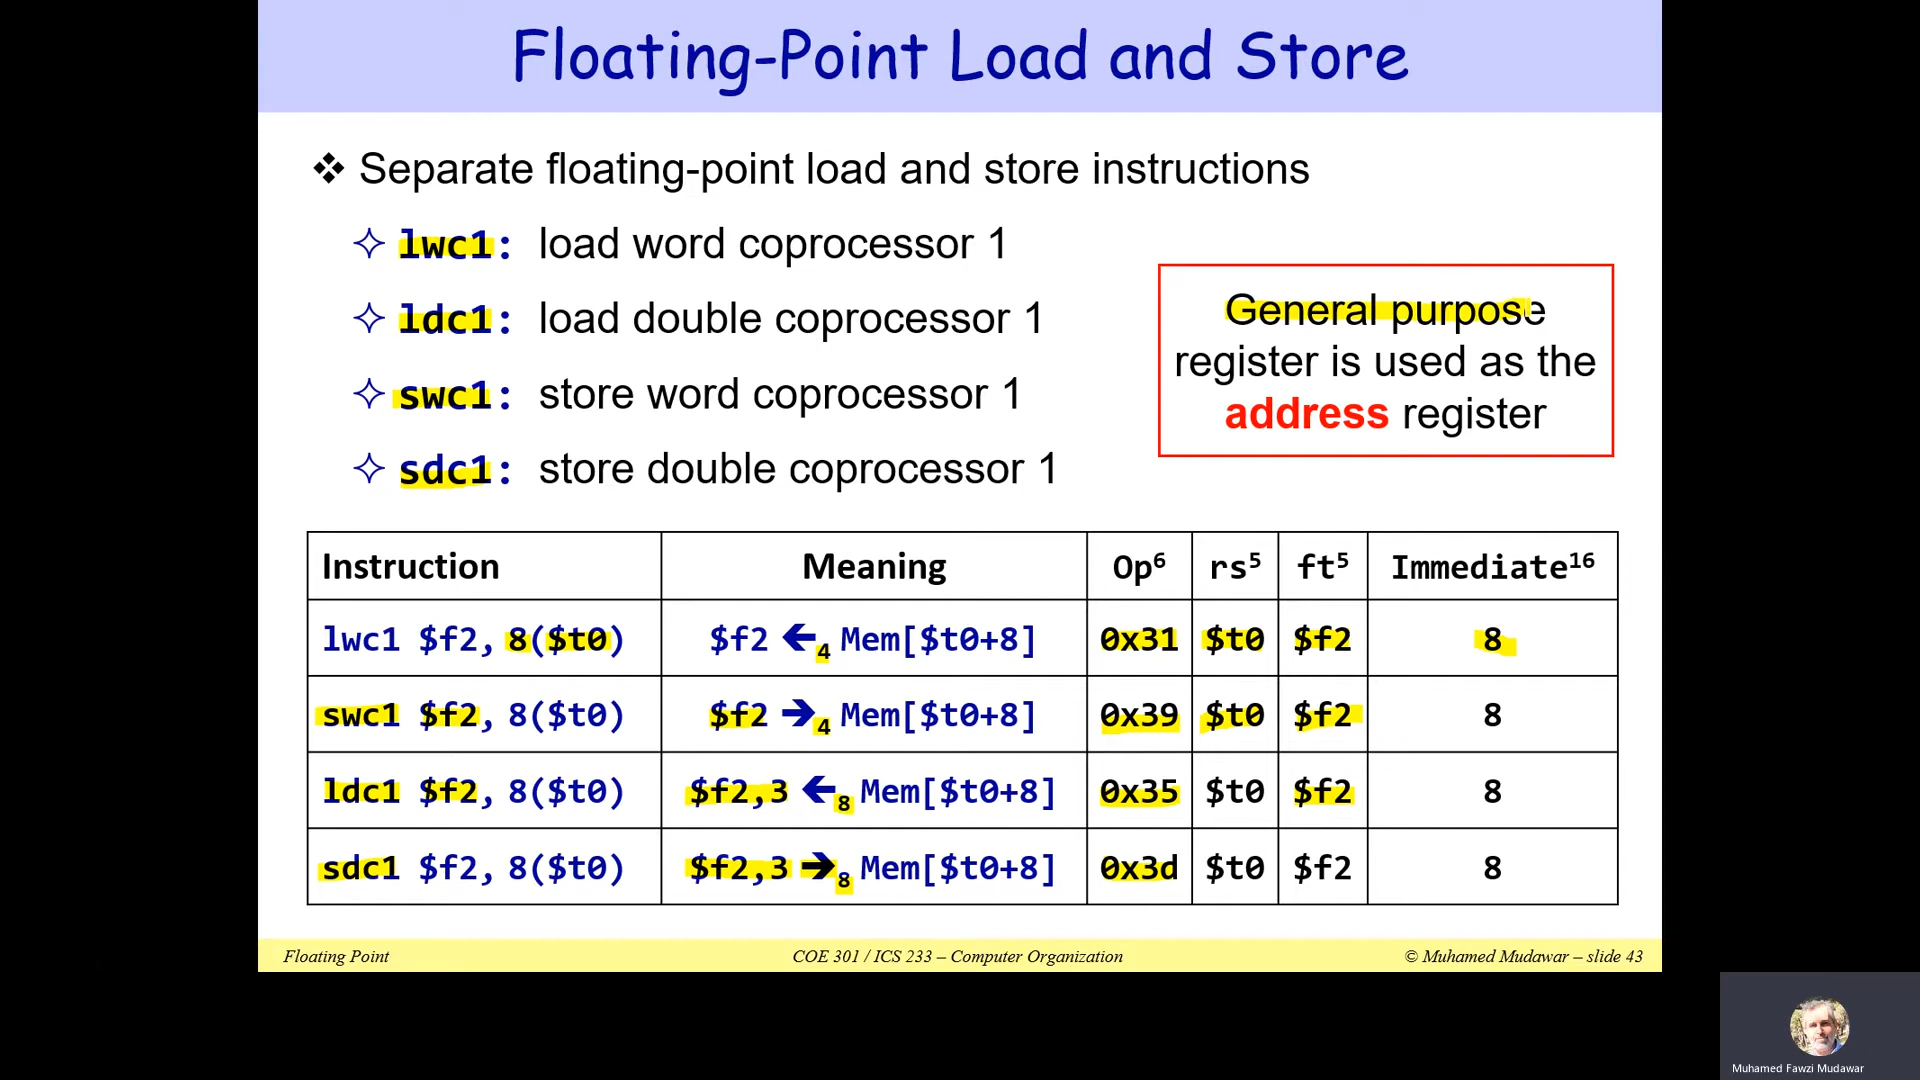 Floating-Point Load and Store
❖ Separate floating-point load and store instructions
✧ lwc1: load word coprocessor 1
✧ ldc1: load double coprocessor 1
✧ swc1: store word coprocessor 1
✧ sdc1: store double coprocessor 1
General purpose
register is used as the
address register
Instruction Meaning Op⁶ rs⁵ ft⁵ Immediate¹⁶
lwc1 $f2, 8($t0) $f2 ←₄ Mem[$t0+8] 0x31 $t0 $f2 8
swc1 $f2, 8($t0) $f2 →₄ Mem[$t0+8] 0x39 $t0 $f2 8
ldc1 $f2, 8($t0) $f2,3 ←₈ Mem[$t0+8] 0x35 $t0 $f2 8
sdc1 $f2, 8($t0) $f2,3 →₈ Mem[$t0+8] 0x3d $t0 $f2 8
Floating Point COE 301 / ICS 233 – Computer Organization © Muhamed Mudawar – slide 43
Muhamed Fawzi Mudawar